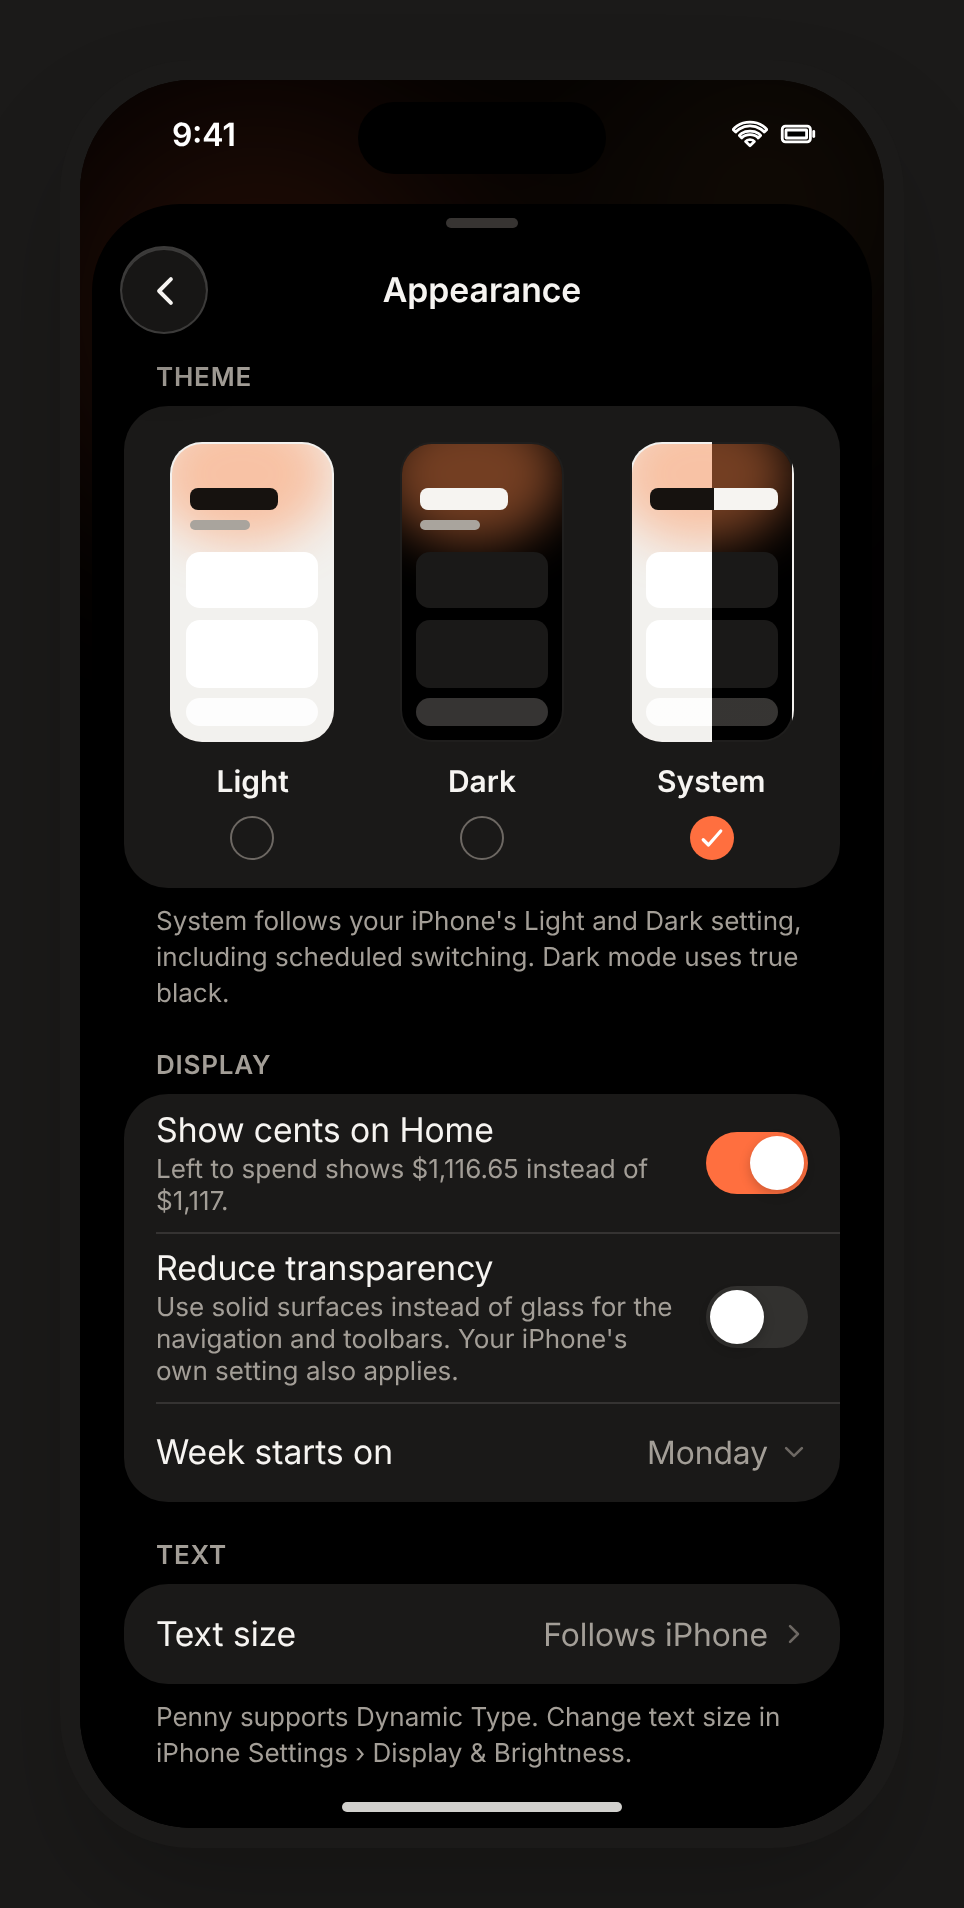 9:41
Appearance
THEME
Light
Dark
System
System follows your iPhone's Light and Dark setting,
including scheduled switching. Dark mode uses true
black.
DISPLAY
Show cents on Home
Left to spend shows $1,116.65 instead of
$1,117.
Reduce transparency
Use solid surfaces instead of glass for the
navigation and toolbars. Your iPhone's
own setting also applies.
Week starts on
Monday
TEXT
Text size
Follows iPhone
Penny supports Dynamic Type. Change text size in
iPhone Settings › Display & Brightness.